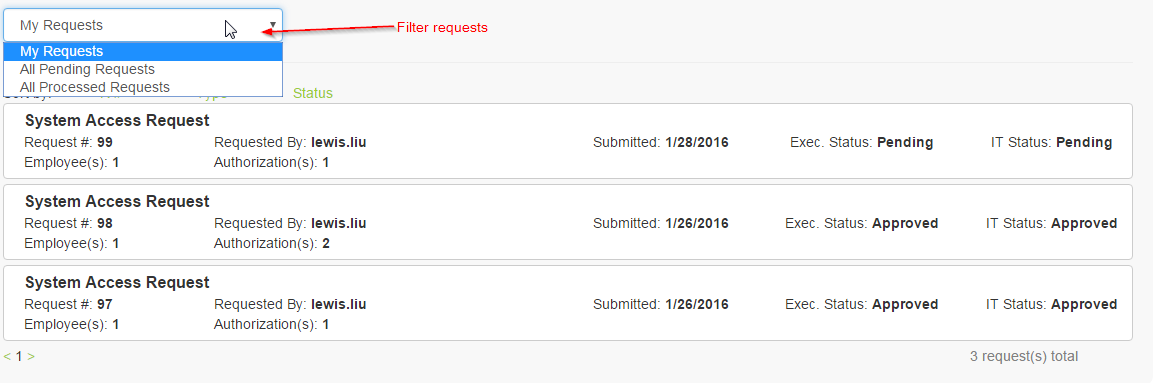 My Requests
Filter requests
My Requests
All Pending Requests
All Processed Requests
Status
System Access Request
Request #: 99 Requested By: lewis.liu Submitted: 1/28/2016 Exec. Status: Pending IT Status: Pending
Employee(s): 1 Authorization(s): 1
System Access Request
Request #: 98 Requested By: lewis.liu Submitted: 1/26/2016 Exec. Status: Approved IT Status: Approved
Employee(s): 1 Authorization(s): 2
System Access Request
Request #: 97 Requested By: lewis.liu Submitted: 1/26/2016 Exec. Status: Approved IT Status: Approved
Employee(s): 1 Authorization(s): 1
< 1 > 3 request(s) total